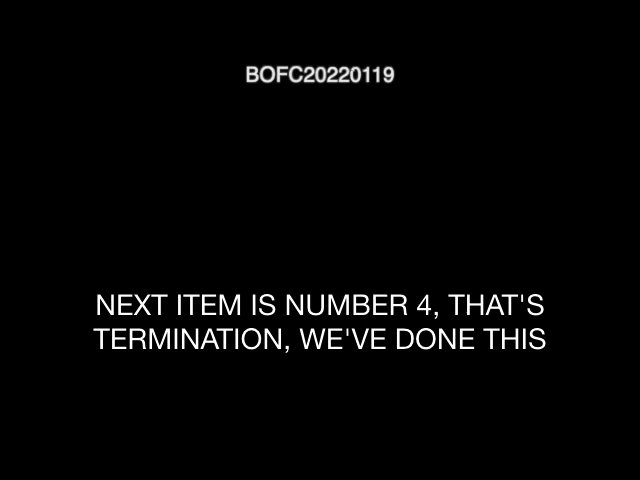 BOFC20220119
NEXT ITEM IS NUMBER 4, THAT'S
TERMINATION, WE'VE DONE THIS